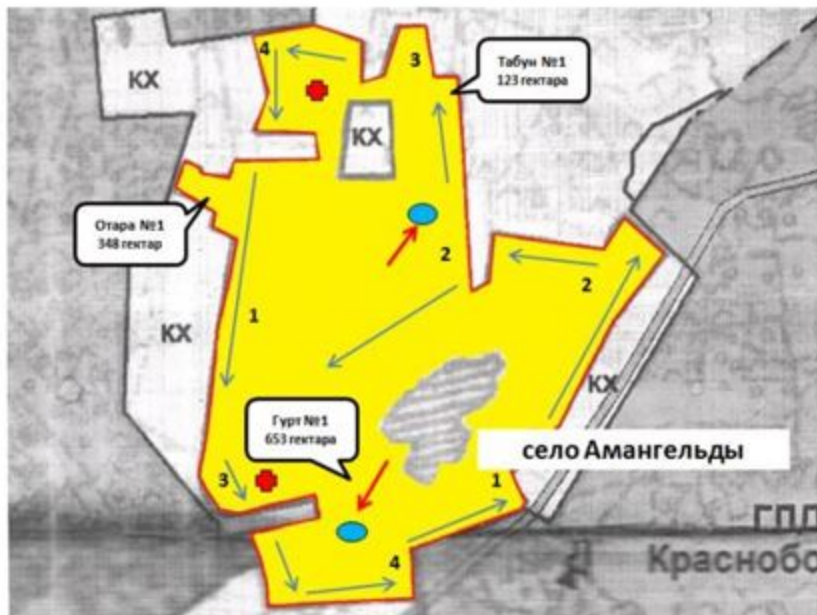 4
3
Табун №1
123 гектара
КХ
КХ
Отара №1
348 гектар
2
2
1
КХ
КХ
Гурт №1
653 гектара
село Амангельды
3
1
ГПП
4
Краснобо